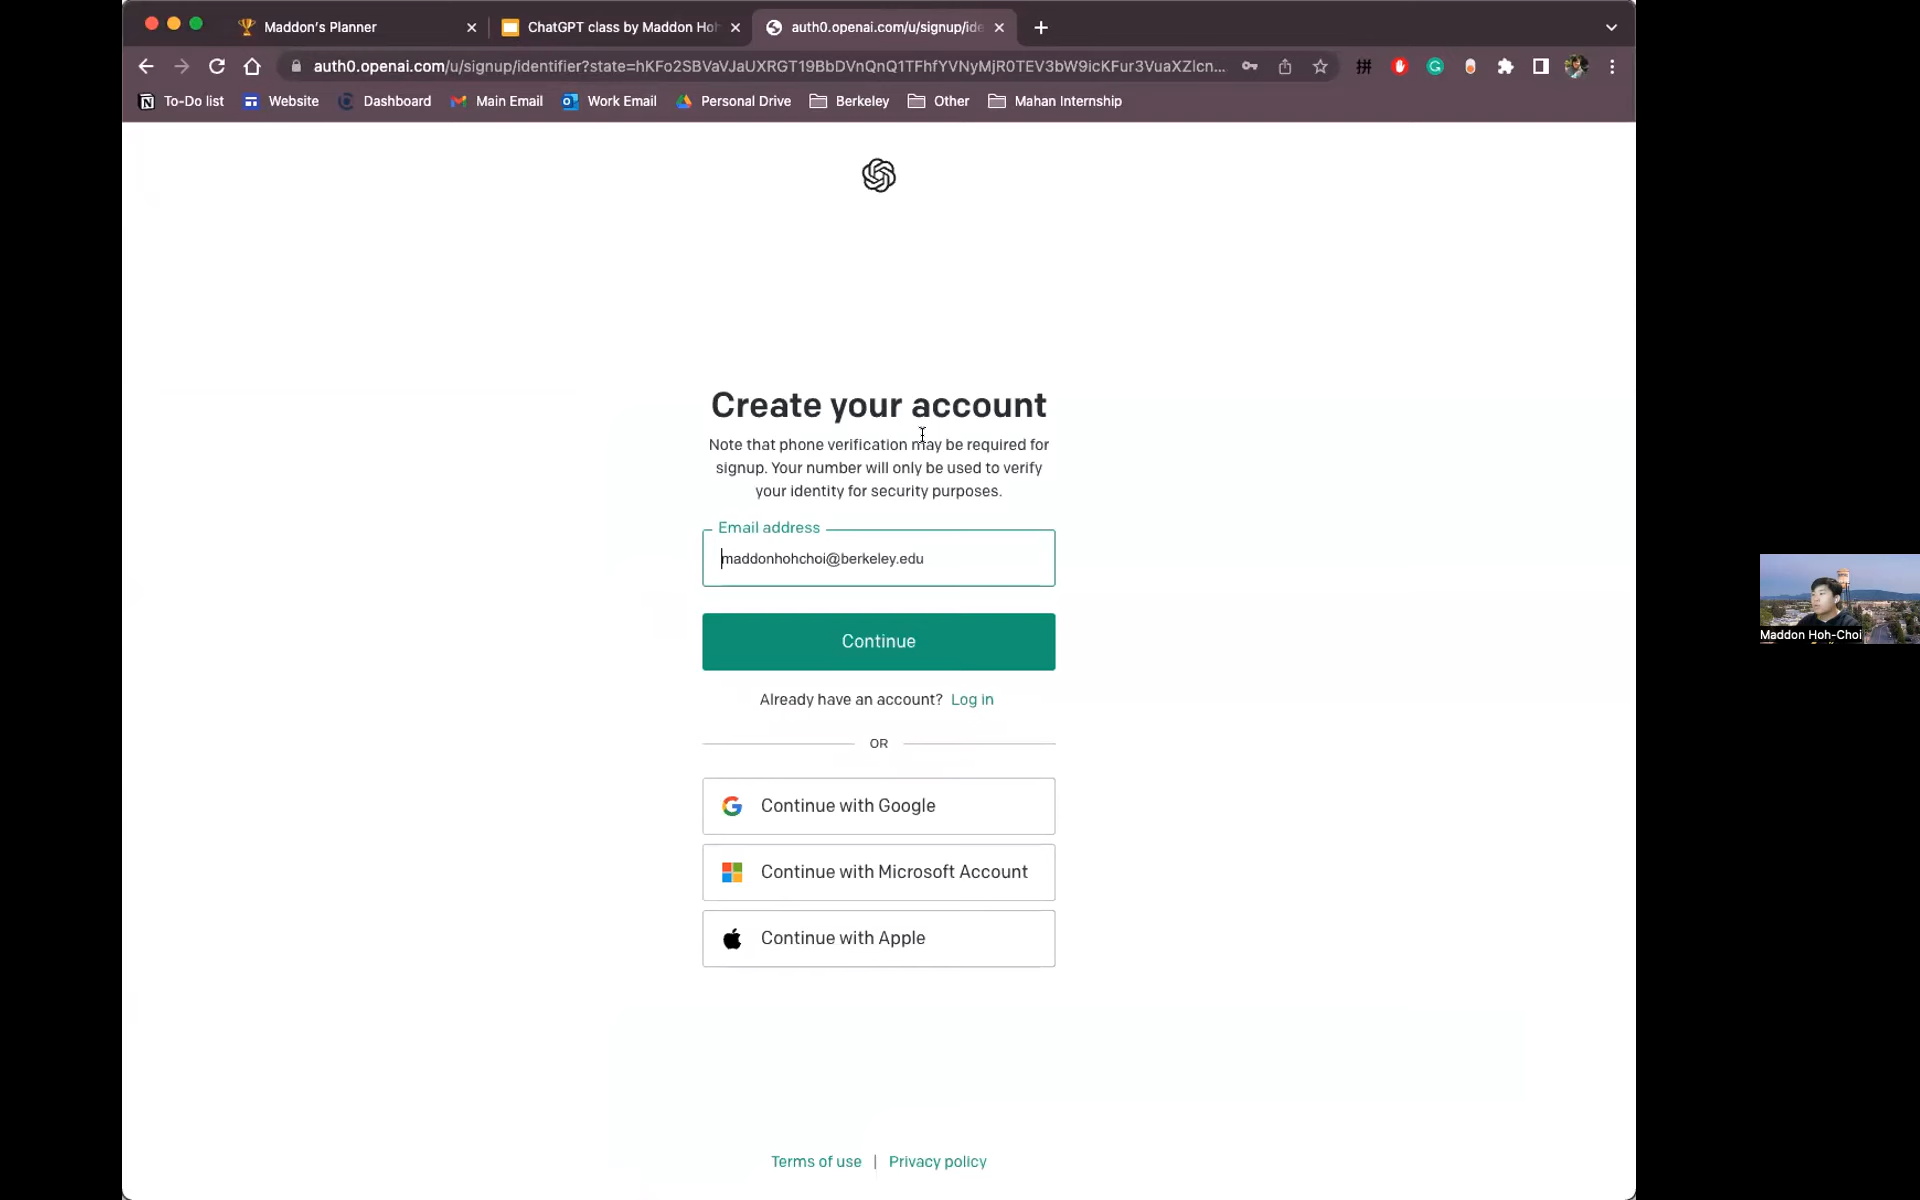 Maddon's Planner
ChatGPT class by Maddon Hoh
auth0.openai.com/u/signup/ide
auth0.openai.com/u/signup/identifier?state=hKFo2SBVaVJaUXRGT19BbDVnQnQ1TFhfYVNyMjR0TEV3bW9icKFur3VuaXZlcn...
To-Do list
Website
Dashboard
Main Email
Work Email
Personal Drive
Berkeley
Other
Mahan Internship
Create your account
Note that phone verification may be required for
signup. Your number will only be used to verify
your identity for security purposes.
Email address
maddonhohchoi@berkeley.edu
Continue
Already have an account? Log in
OR
Continue with Google
Continue with Microsoft Account
Continue with Apple
Terms of use | Privacy policy
Maddon Hoh-Choi